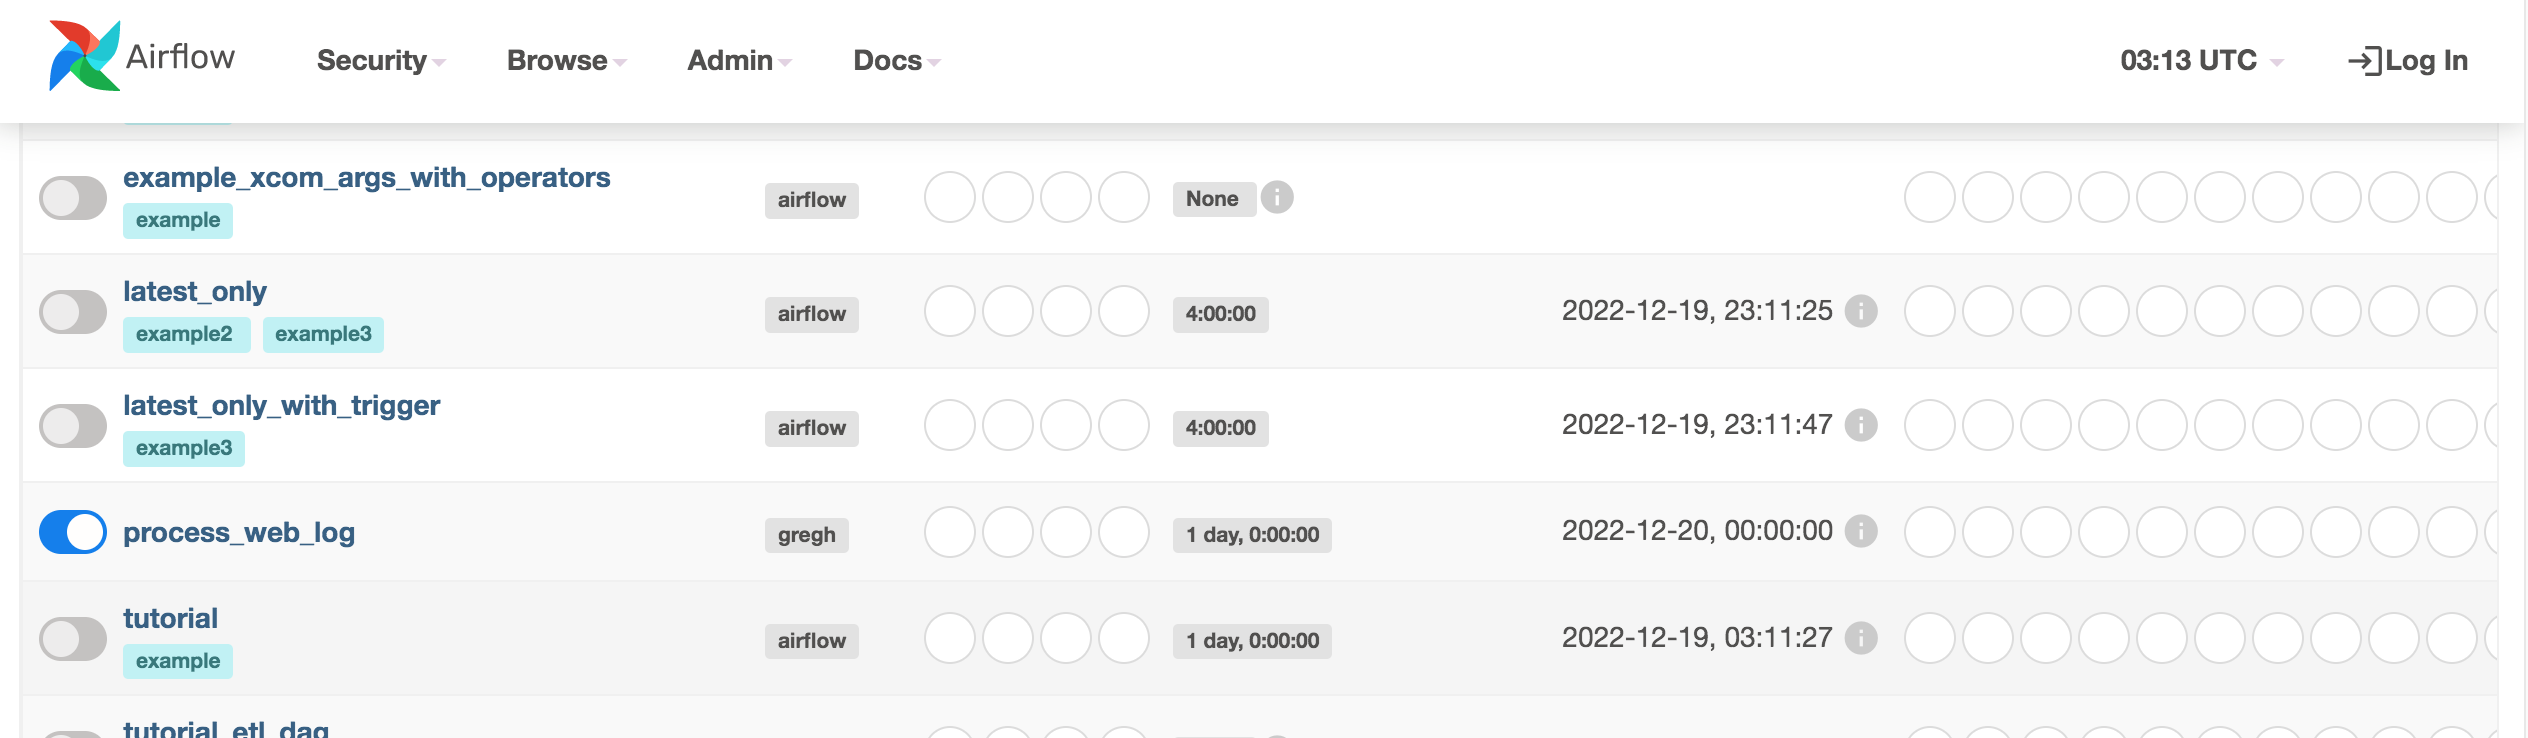 Airflow Security Browse Admin Docs 03:13 UTC Log In
example_xcom_args_with_operators
example
airflow
None
latest_only
example2 example3
airflow
4:00:00
2022-12-19, 23:11:25
latest_only_with_trigger
example3
airflow
4:00:00
2022-12-19, 23:11:47
process_web_log
gregh
1 day, 0:00:00
2022-12-20, 00:00:00
tutorial
example
airflow
1 day, 0:00:00
2022-12-19, 03:11:27
tutorial_etl_dag